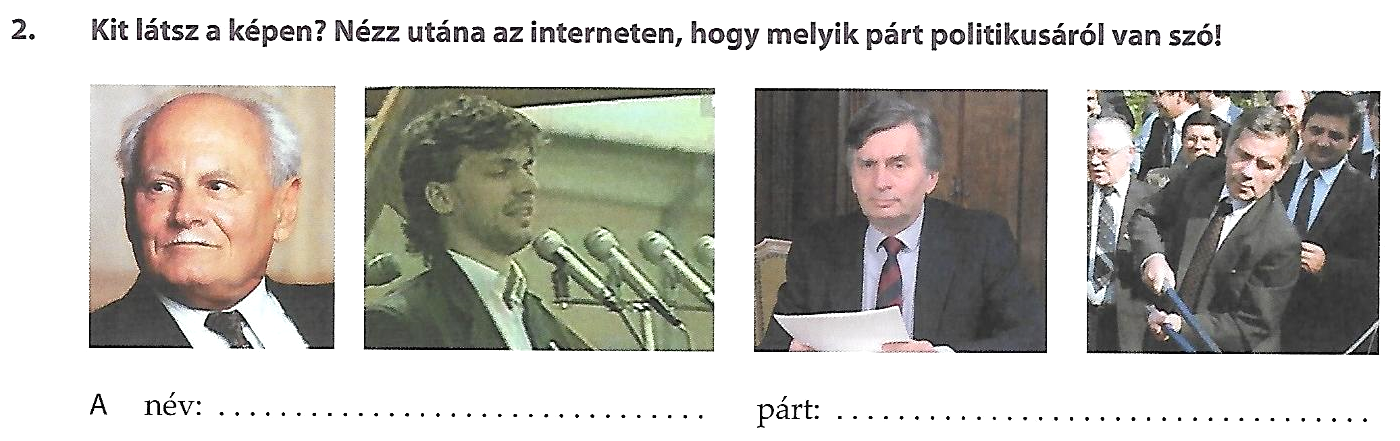 2. Kit látsz a képen? Nézz utána az interneten, hogy melyik párt politikusáról van szó!
A név: ................................ párt: ...................................